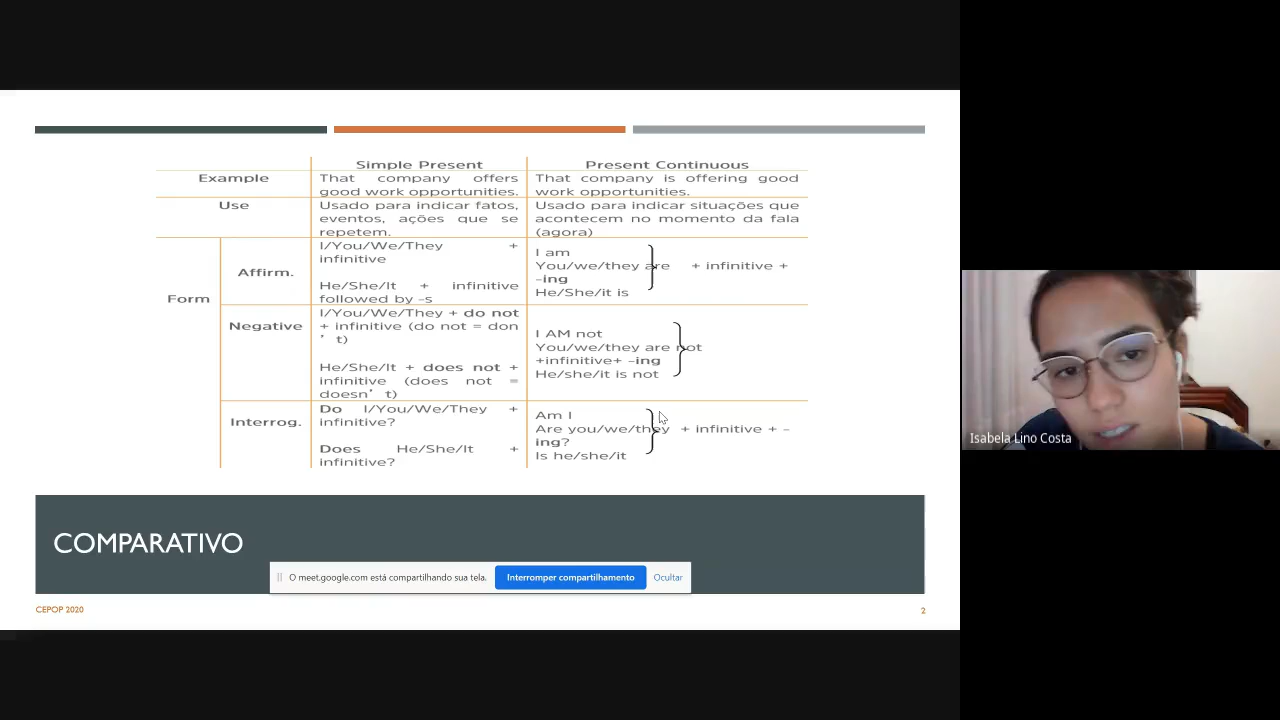 Simple Present
Present Continuous
Example
That company offers
good work opportunities.
That company is offering good
work opportunities.
Use
Usado para indicar fatos,
eventos, ações que se
repetem.
Usado para indicar situações que
acontecem no momento da fala
(agora)
Form
Affirm.
I/You/We/They +
infinitive
He/She/It + infinitive
followed by –s
I am
You/we/they are + infinitive +
–ing
He/She/it is
Negative
I/You/We/They + do not
+ infinitive (do not = don
’ t)
He/She/It + does not +
infinitive (does not =
doesn’ t)
I AM not
You/we/they are not
+infinitive+ –ing
He/she/it is not
Interrog.
Do I/You/We/They +
infinitive?
Does He/She/It +
infinitive?
Am I
Are you/we/they + infinitive + –
ing?
Is he/she/it
COMPARATIVO
O meet.google.com está compartilhando sua tela.
Interromper compartilhamento
Ocultar
CEPOP 2020
2
Isabela Lino Costa